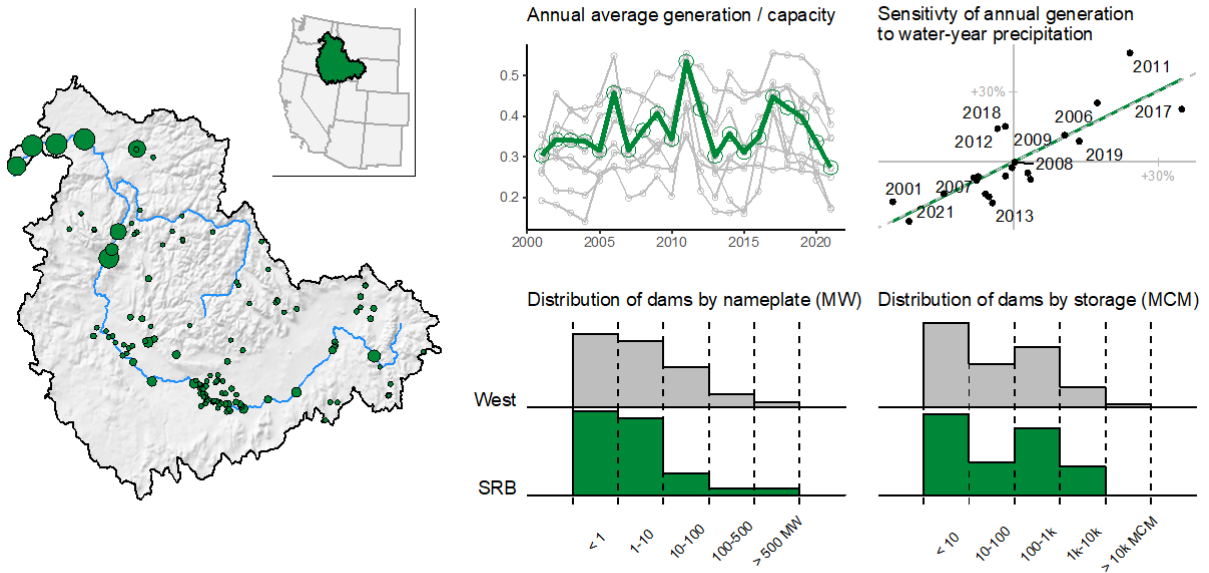 Annual average generation / capacity
0.5
0.4
0.3
0.2
2000
2005
2010
2015
2020
Sensitivty of annual generation
to water-year precipitation
2011
+30%
2018
2006
2017
2012
2009
2019
2008
+30%
2001
2007
2021
2013
Distribution of dams by nameplate (MW)
West
SRB
< 1
1-10
10-100
100-500
> 500 MW
Distribution of dams by storage (MCM)
< 10
10-100
100-1k
1k-10k
> 10k MCM